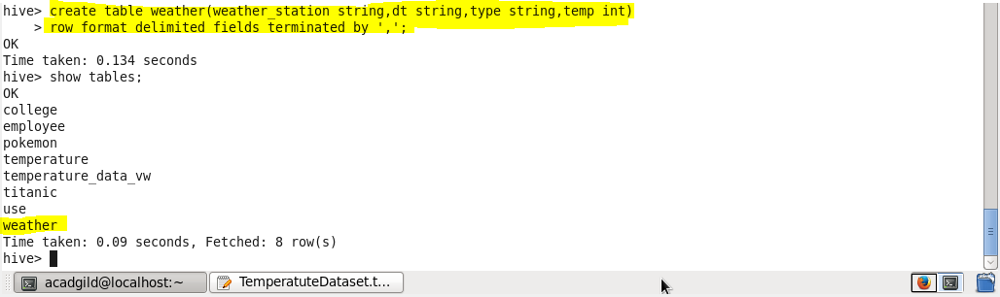 hive> create table weather(weather_station string,dt string,type string,temp int)
    > row format delimited fields terminated by ',';
OK
Time taken: 0.134 seconds
hive> show tables;
OK
college
employee
pokemon
temperature
temperature_data_vw
titanic
use
weather
Time taken: 0.09 seconds, Fetched: 8 row(s)
hive>
acadgild@localhost:~
TemperatuteDataset.t...